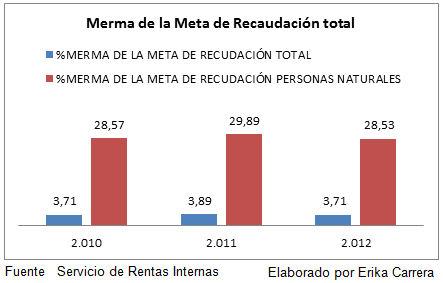 Merma de la Meta de Recaudación total
%MERMA DE LA META DE RECUDACIÓN TOTAL
%MERMA DE LA META DE RECUDACIÓN PERSONAS NATURALES
28,57 29,89 28,53
3,71 3,89 3,71
2.010 2.011 2.012
Fuente Servicio de Rentas Internas Elaborado por Erika Carrera